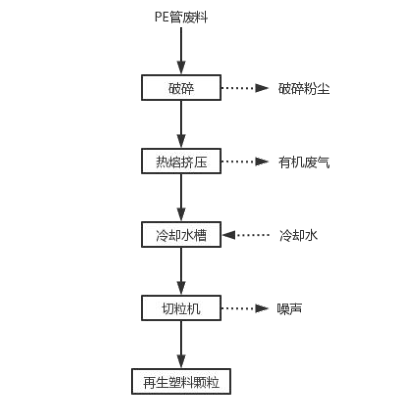 PE管废料
破碎
破碎粉尘
热熔挤压
有机废气
冷却水槽
冷却水
切粒机
噪声
再生塑料颗粒